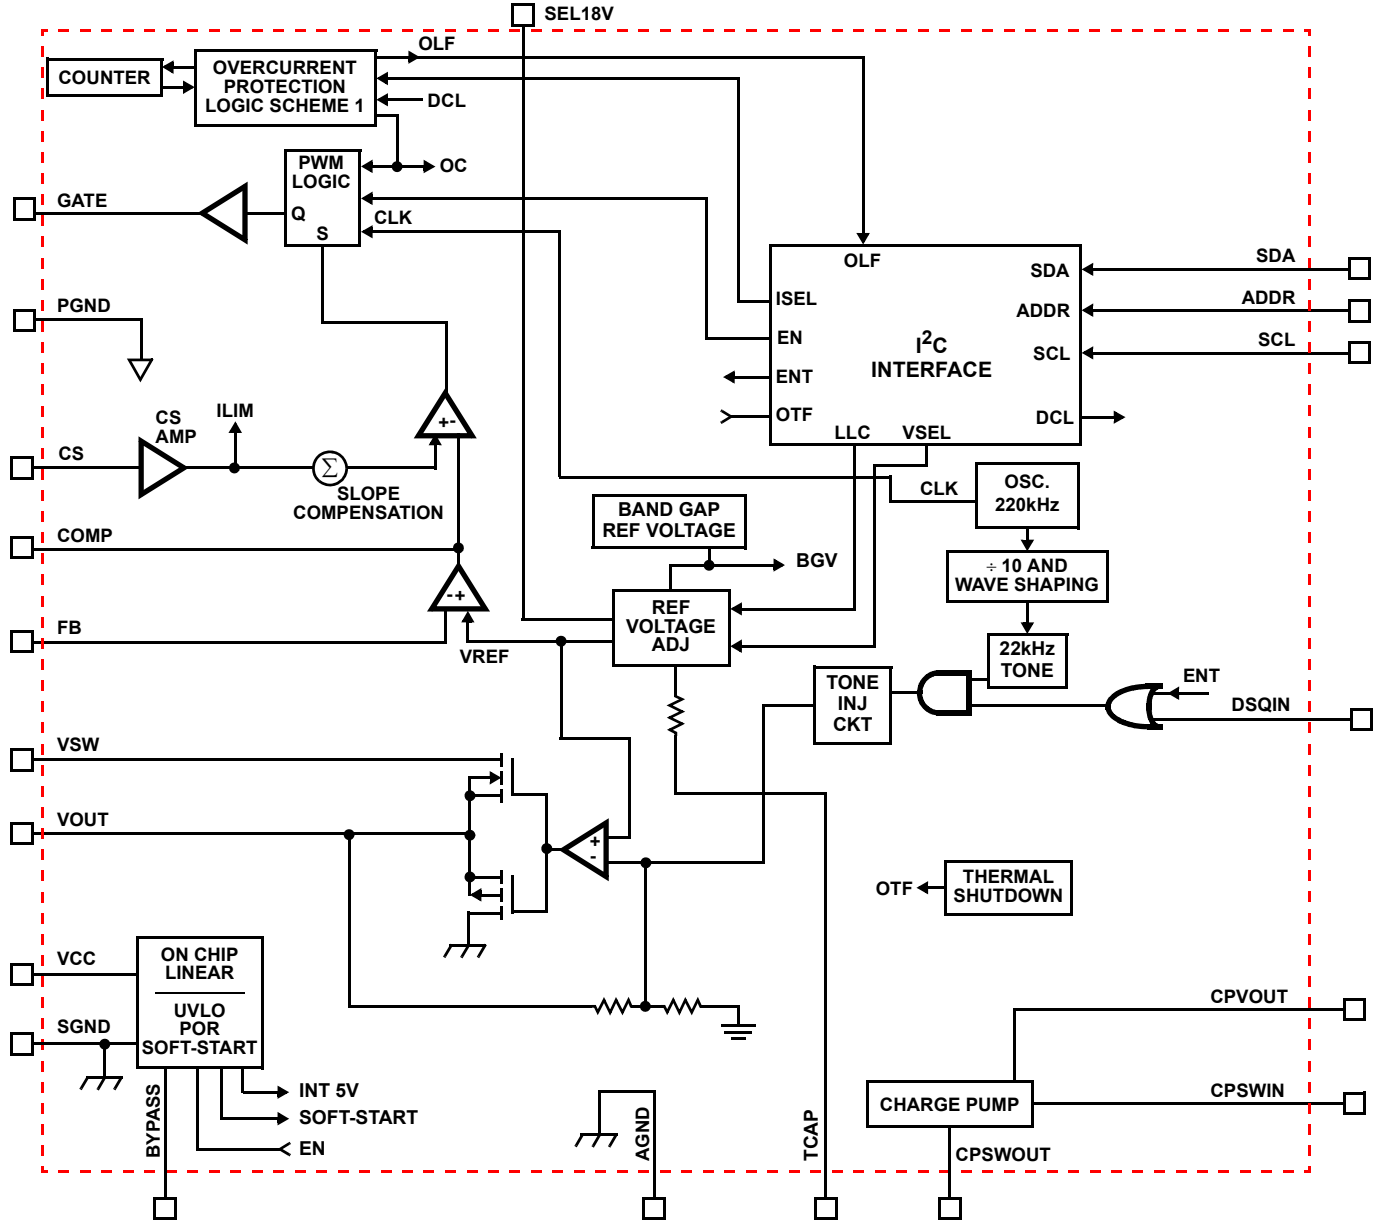 SEL18V
OLF
COUNTER
OVERCURRENT
PROTECTION
LOGIC SCHEME 1
DCL
PWM
LOGIC
OC
Q
S
CLK
GATE
PGND
OLF
SDA
ADDR
SCL
DCL
ISEL
EN
ENT
OTF
I²C
INTERFACE
LLC
VSEL
SDA
ADDR
SCL
CS
AMP
ILIM
+-
CS
Σ
SLOPE
COMPENSATION
CLK
OSC.
220kHz
COMP
BAND GAP
REF VOLTAGE
BGV
÷ 10 AND
WAVE SHAPING
-+
REF
VOLTAGE
ADJ
FB
VREF
22kHz
TONE
TONE
INJ
CKT
ENT
DSQIN
VSW
VOUT
+
-
THERMAL
SHUTDOWN
OTF
VCC
ON CHIP
LINEAR
UVLO
POR
SOFT-START
SGND
CPVOUT
INT 5V
SOFT-START
EN
BYPASS
AGND
TCAP
CHARGE PUMP
CPSWIN
CPSWOUT